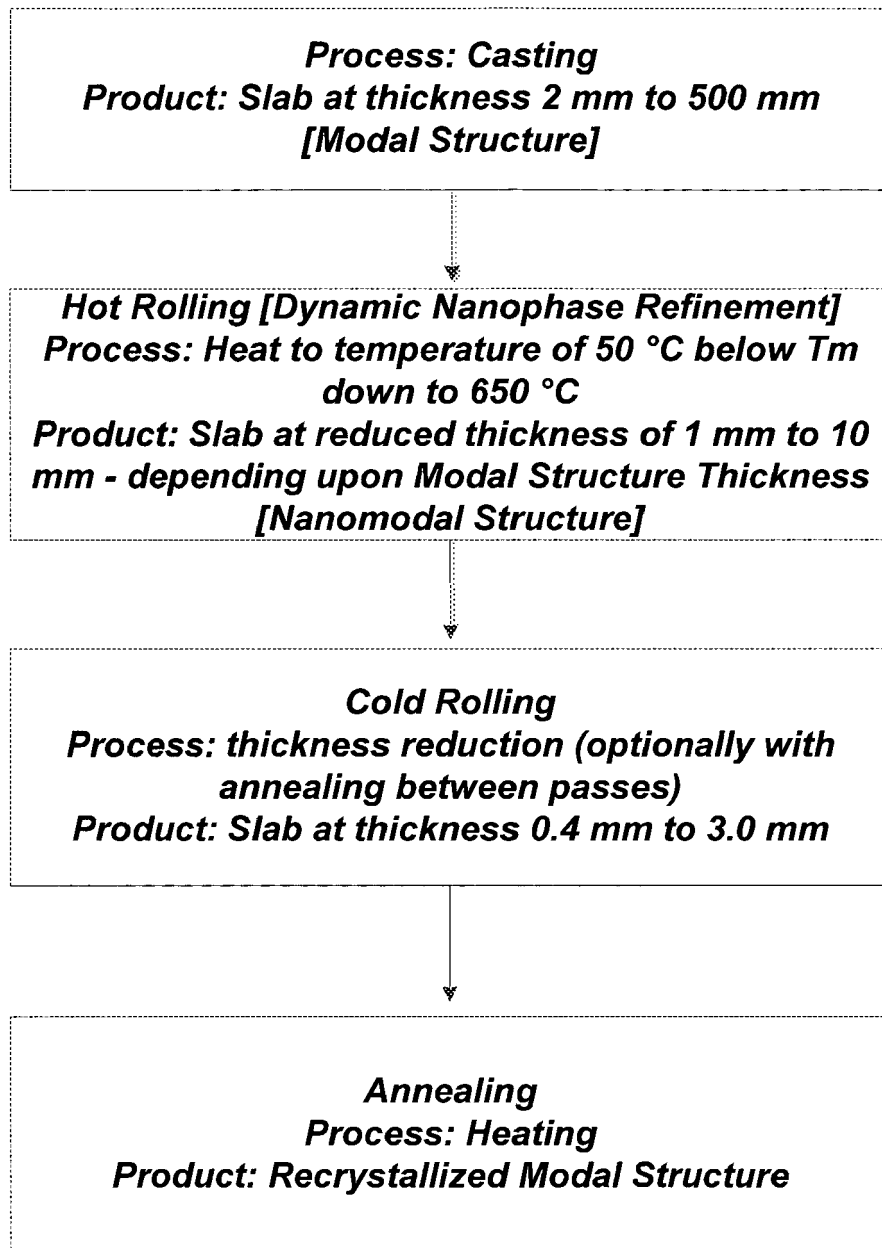 Process: Casting
Product: Slab at thickness 2 mm to 500 mm
[Modal Structure]
Hot Rolling [Dynamic Nanophase Refinement]
Process: Heat to temperature of 50 °C below Tm
down to 650 °C
Product: Slab at reduced thickness of 1 mm to 10
mm - depending upon Modal Structure Thickness
[Nanomodal Structure]
Cold Rolling
Process: thickness reduction (optionally with
annealing between passes)
Product: Slab at thickness 0.4 mm to 3.0 mm
Annealing
Process: Heating
Product: Recrystallized Modal Structure